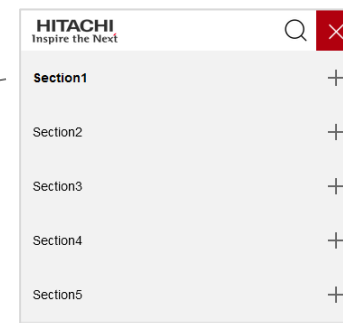 HITACHI
Inspire the Next
Section1
Section2
Section3
Section4
Section5